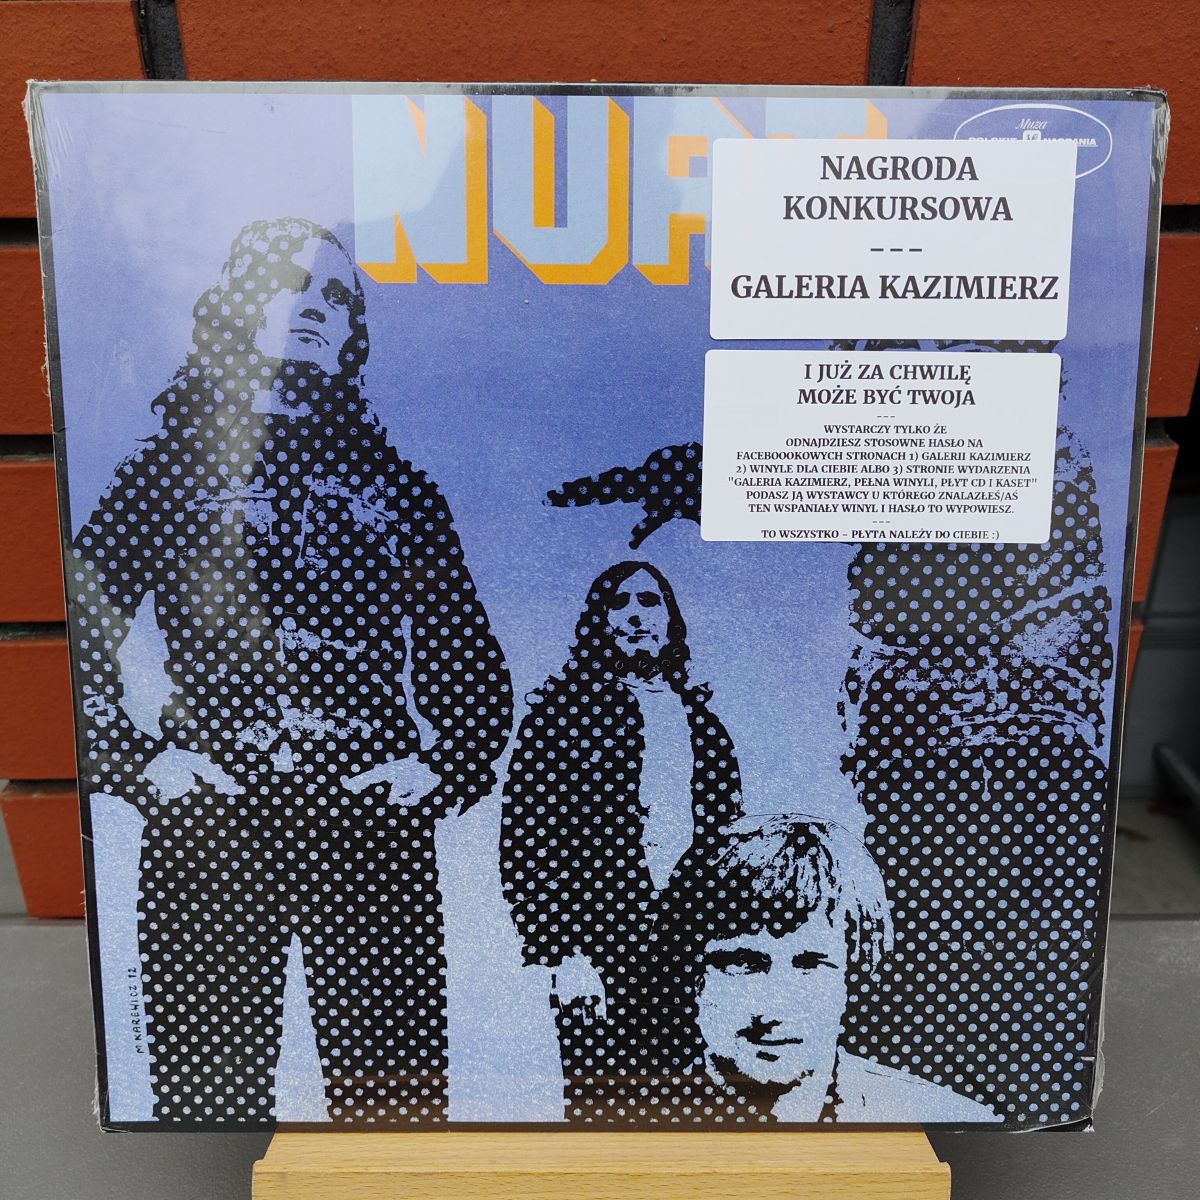 Muza
NAGRODA
KONKURSOWA
---
GALERIA KAZIMIERZ
I JUŻ ZA CHWILĘ
MOŻE BYĆ TWOJA
---
WYSTARCZY TYLKO ŻE
ODNAJDZIESZ STOSOWNE HASŁO NA
FACEBOOOKOWYCH STRONACH 1) GALERII KAZIMIERZ
2) WINYLE DLA CIEBIE ALBO 3) STRONIE WYDARZENIA
"GALERIA KAZIMIERZ, PEŁNA WINYLI, PŁYT CD I KASET"
PODASZ JĄ WYSTAWCY U KTÓREGO ZNALAZŁEŚ/AŚ
TEN WSPANIAŁY WINYL I HASŁO TO WYPOWIESZ.
---
TO WSZYSTKO - PŁYTA NALEŻY DO CIEBIE :)
M KAREWICZ 12